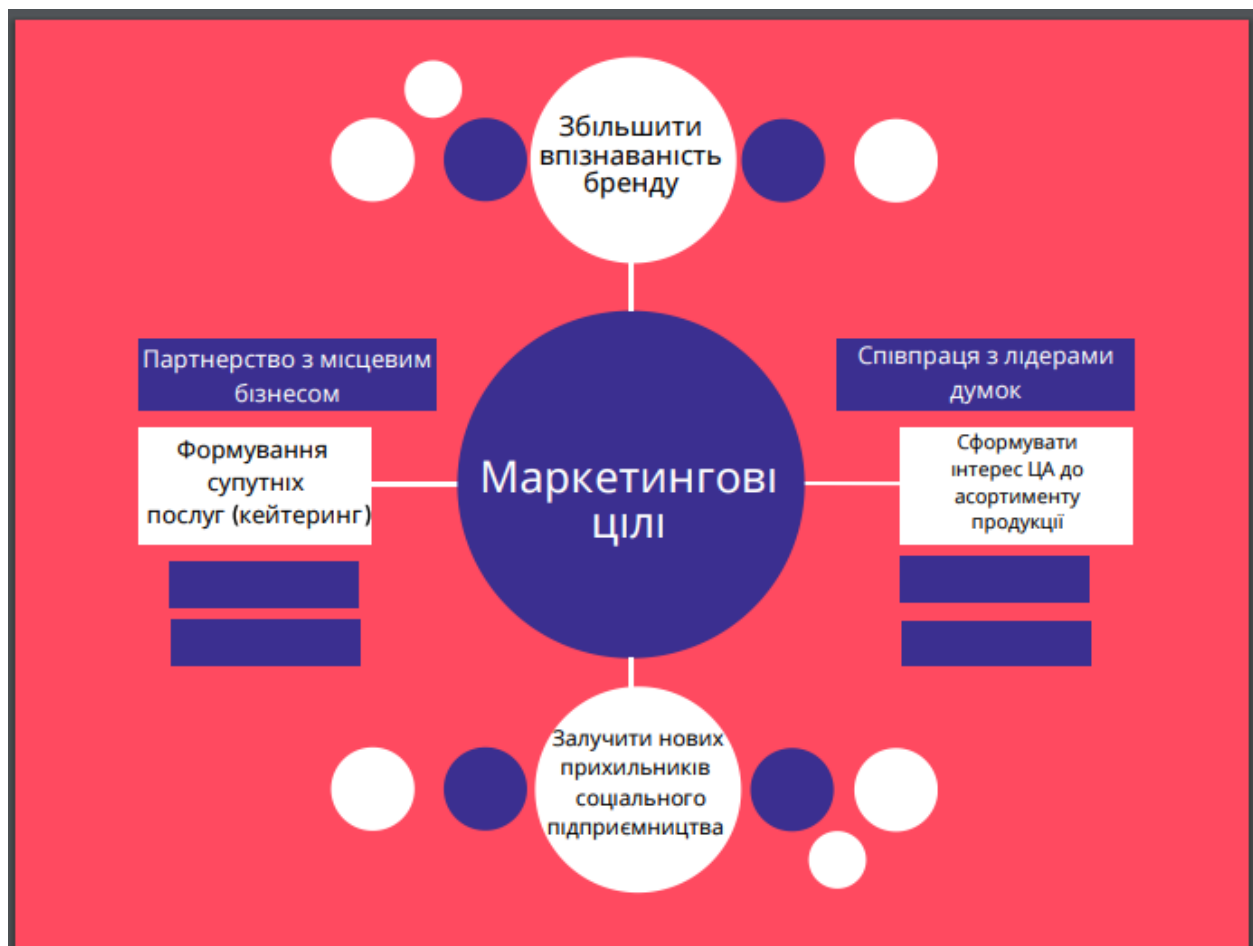 Збільшити
впізнаваність
бренду
Партнерство з місцевим
бізнесом
Формування
супутніх
послуг (кейтеринг)
Маркетингові
цілі
Співпраця з лідерами
думок
Сформувати
інтерес ЦА до
асортименту
продукції
Залучити нових
прихильників
соціального
підприємництва